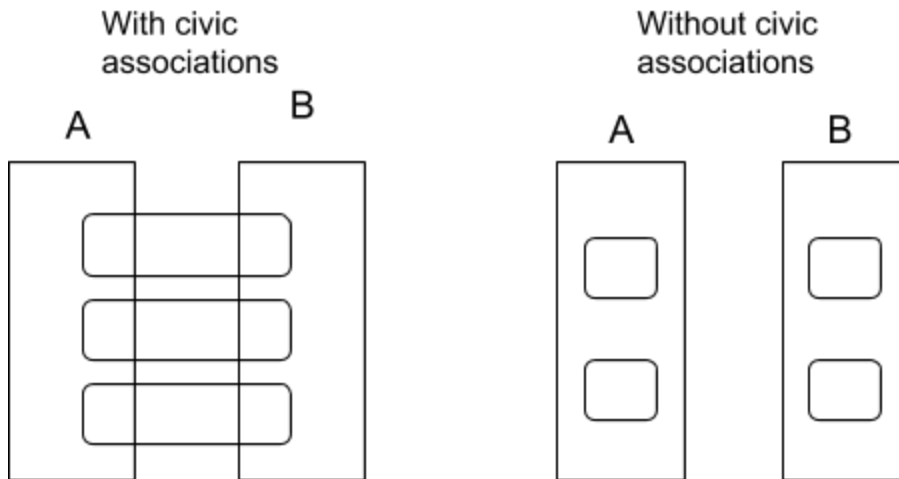 With civic
associations
A
B
Without civic
associations
A
B